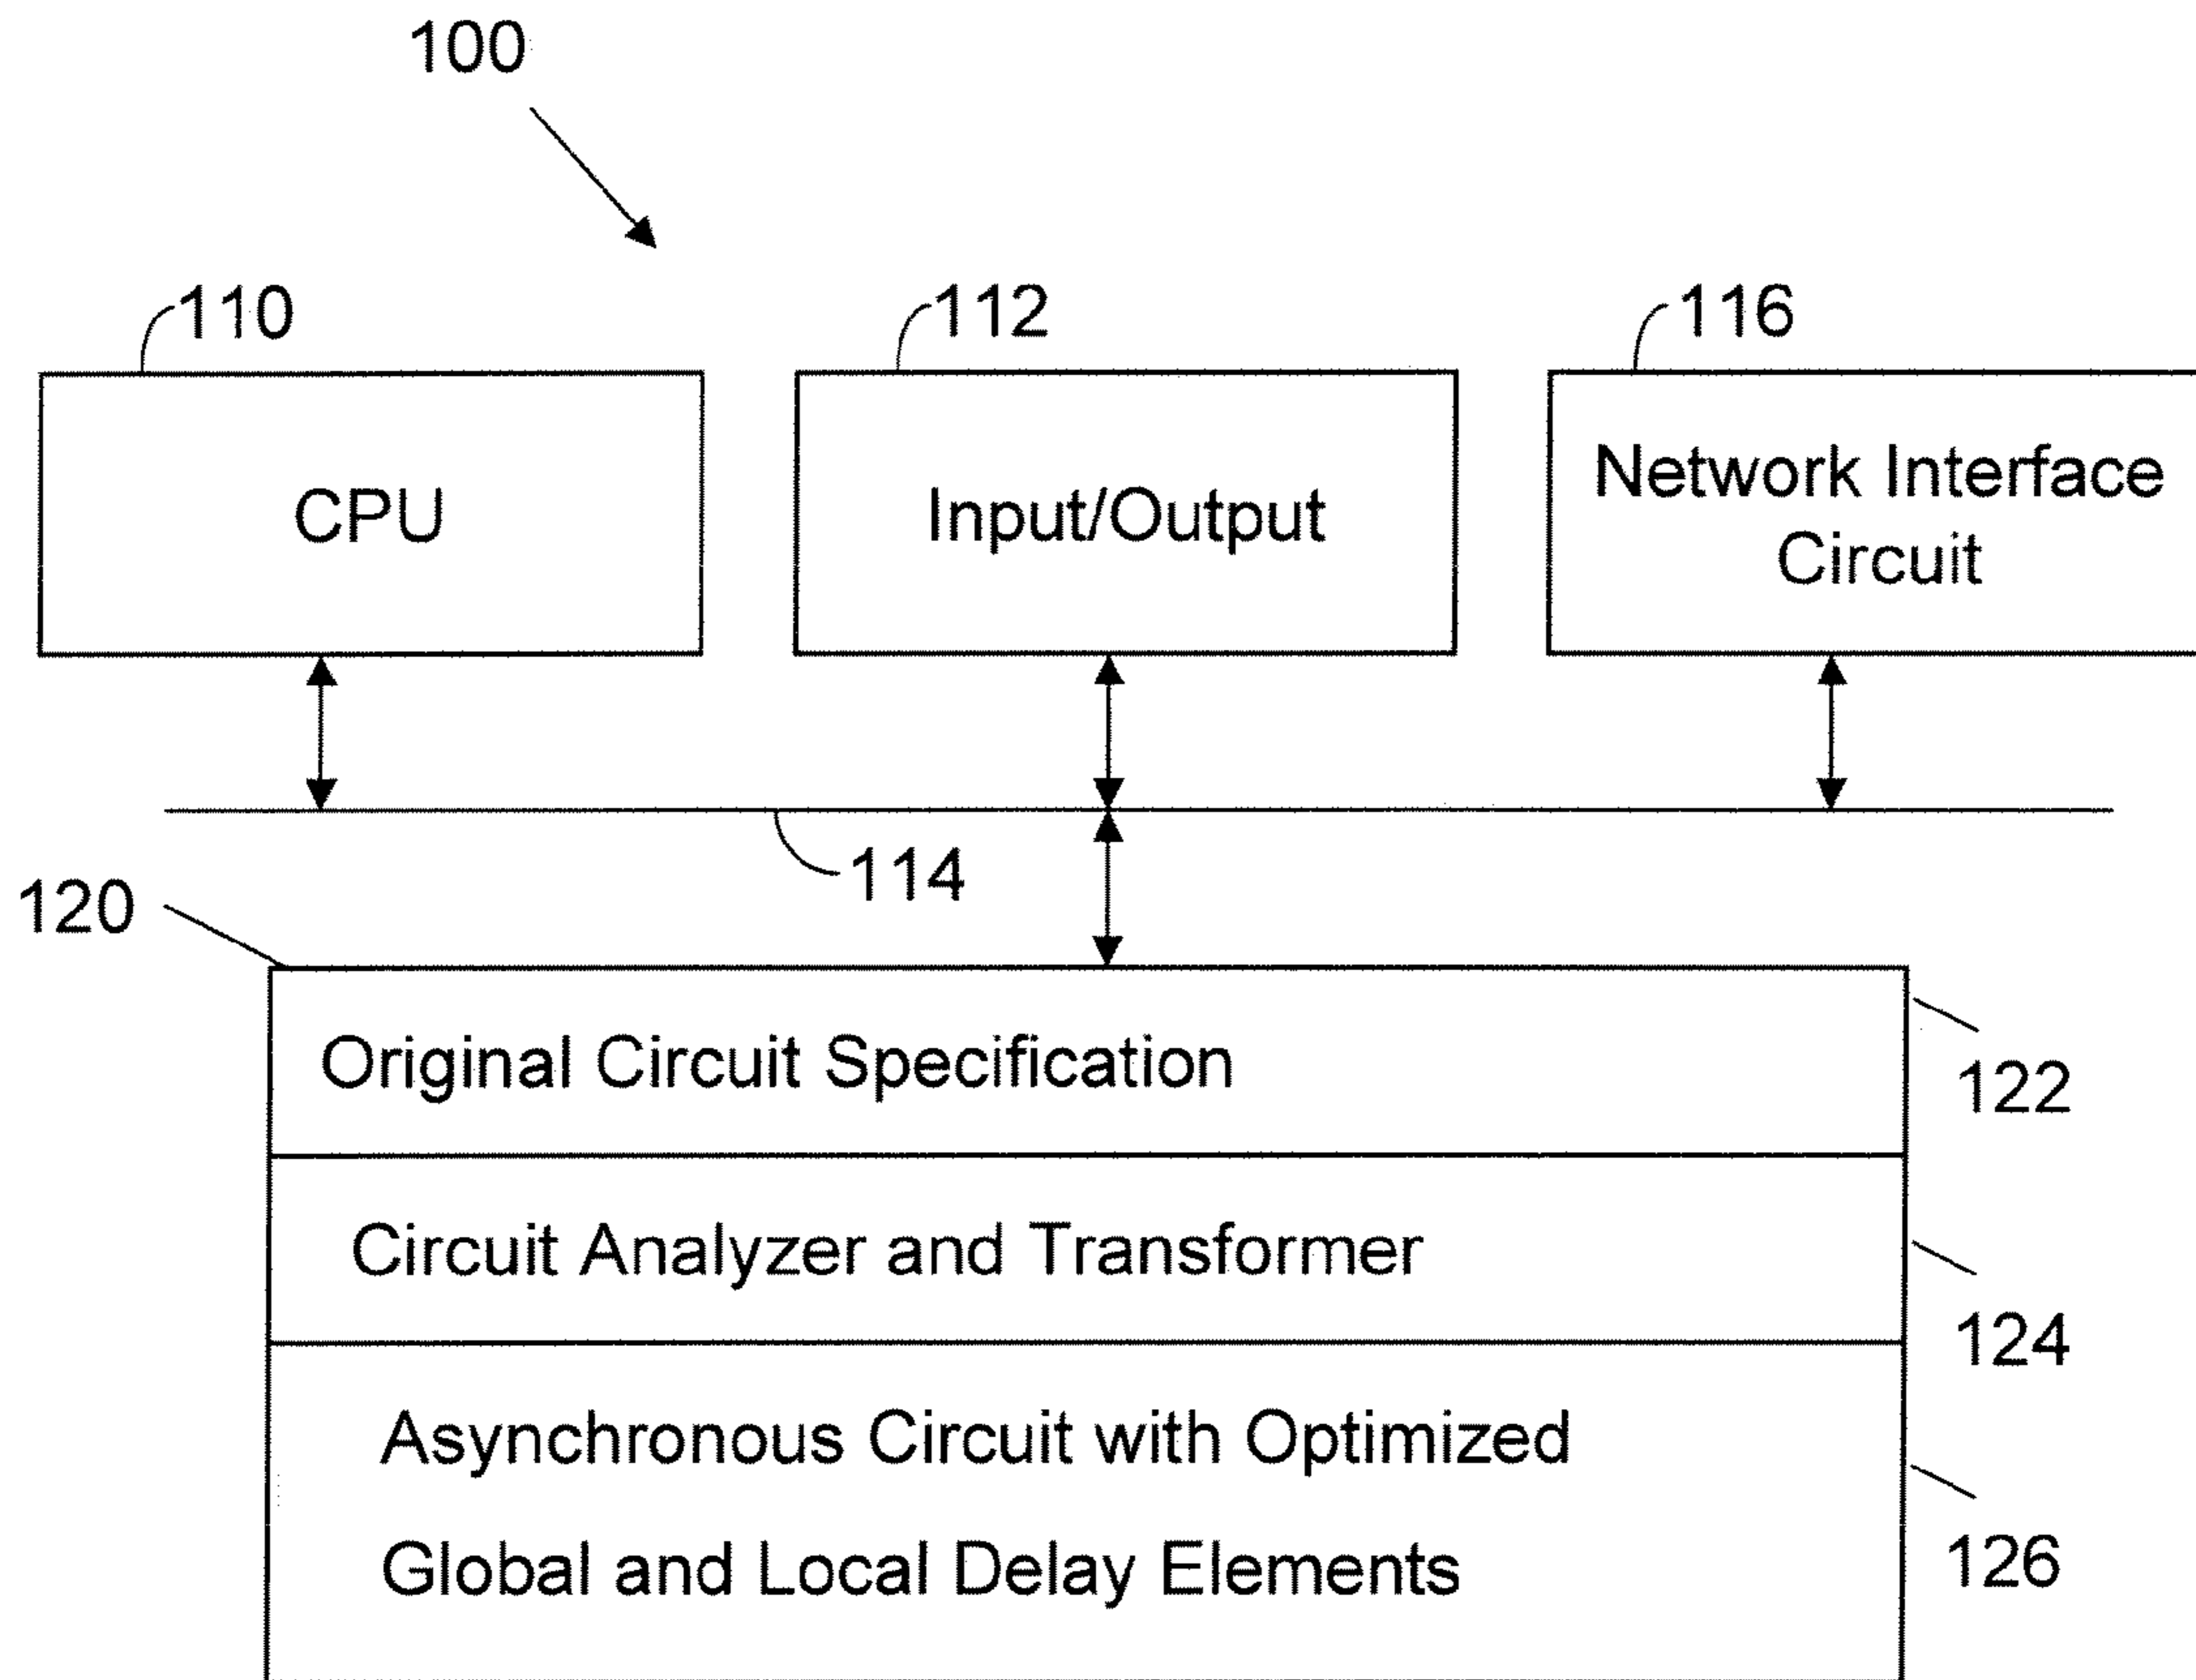 100
110
112
116
CPU
Input/Output
Network Interface
Circuit
114
120
Original Circuit Specification
122
Circuit Analyzer and Transformer
124
Asynchronous Circuit with Optimized
Global and Local Delay Elements
126